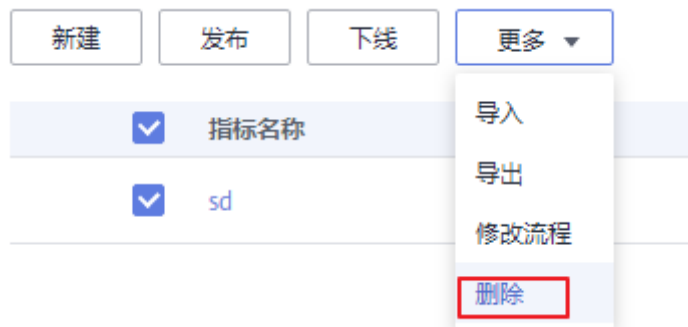 新建 发布 下线 更多
指标名称
sd
导入
导出
修改流程
删除